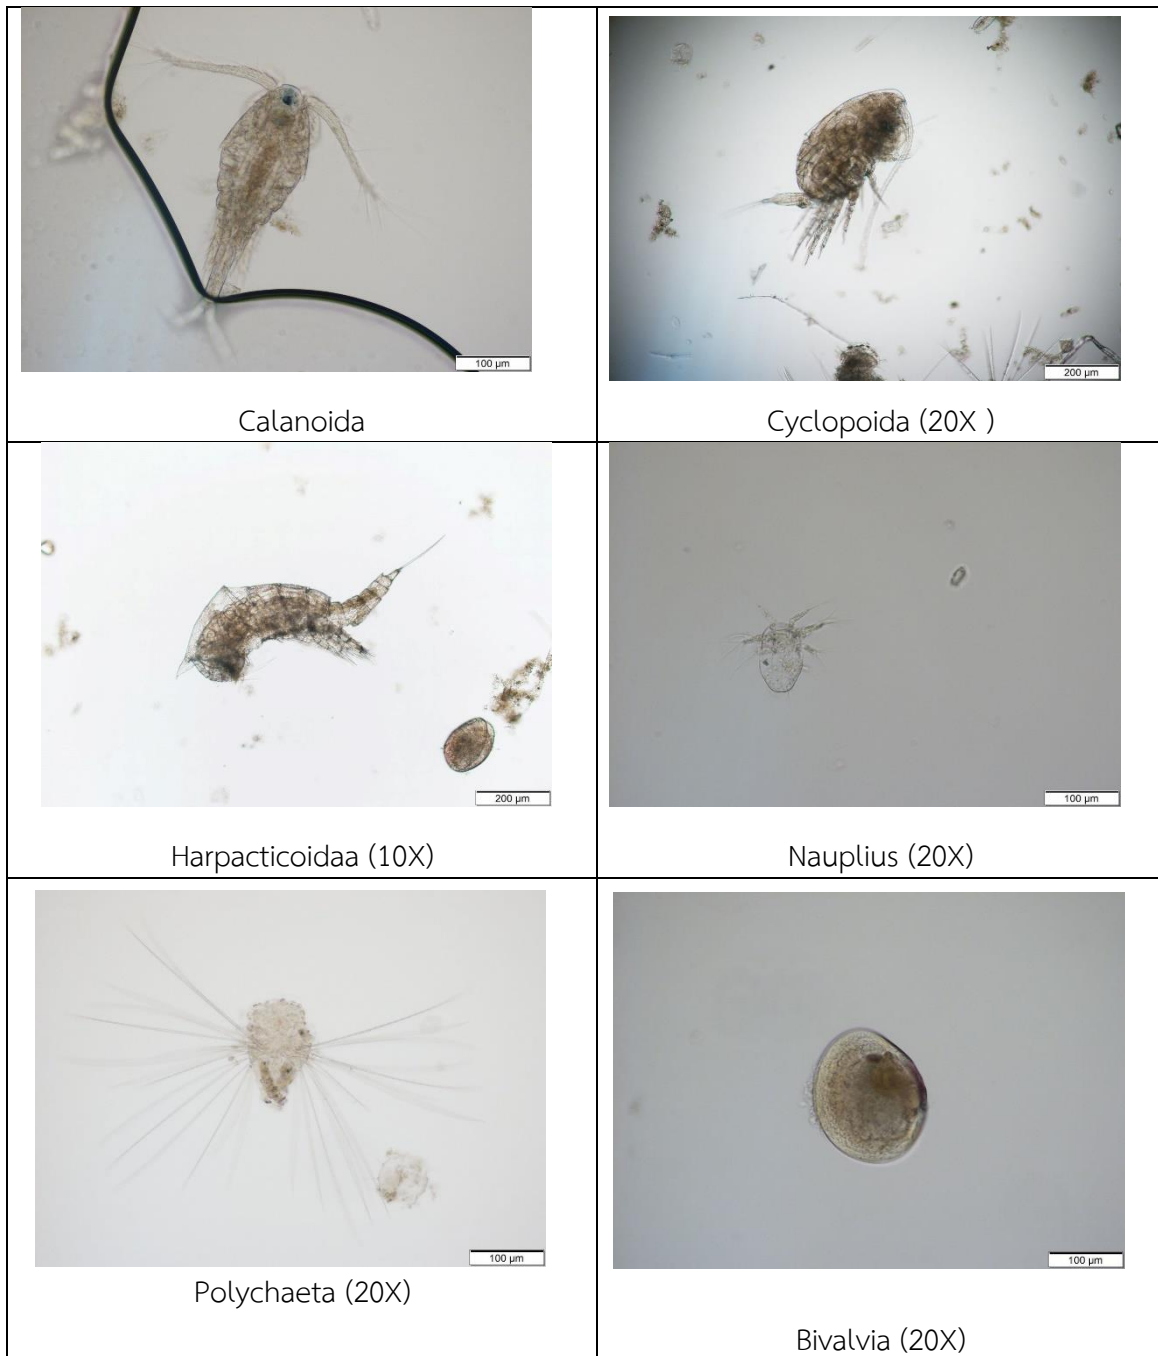 100 µm
Calanoida
200 µm
Cyclopoida (20X )
200 µm
Harpacticoidaa (10X)
100 µm
Nauplius (20X)
100 µm
Polychaeta (20X)
100 µm
Bivalvia (20X)